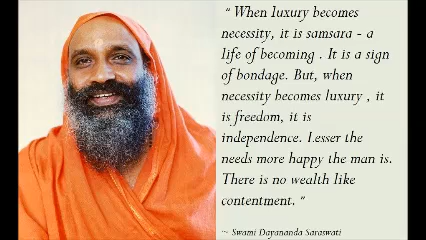 " When luxury becomes
necessity, it is samsara - a
life of becoming . It is a sign
of bondage. But, when
necessity becomes luxury , it
is freedom, it is
independence. Lesser the
needs more happy the man is.
There is no wealth like
contentment. "
~ Swami Dayananda Saraswati